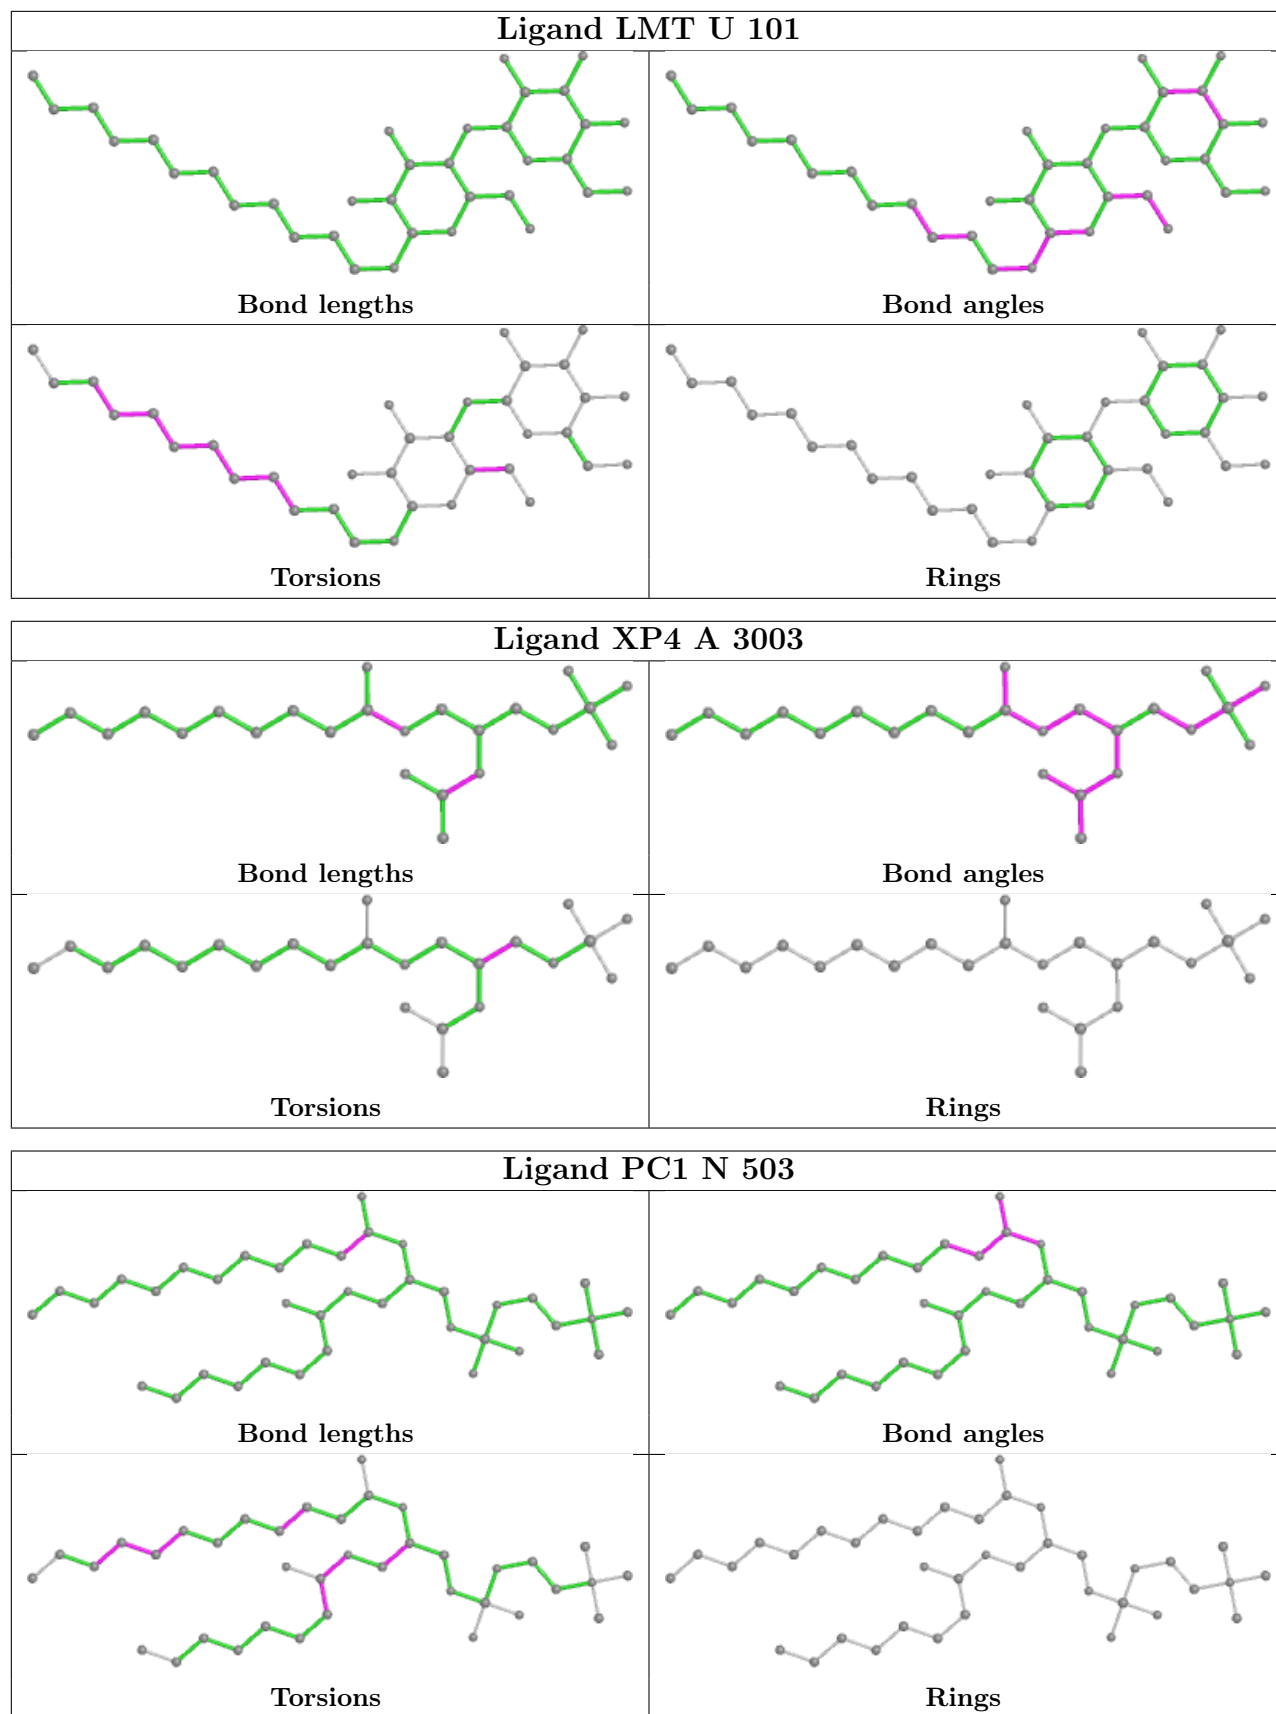 Ligand LMT U 101
Bond lengths
Bond angles
Torsions
Rings
Ligand XP4 A 3003
Bond lengths
Bond angles
Torsions
Rings
Ligand PC1 N 503
Bond lengths
Bond angles
Torsions
Rings